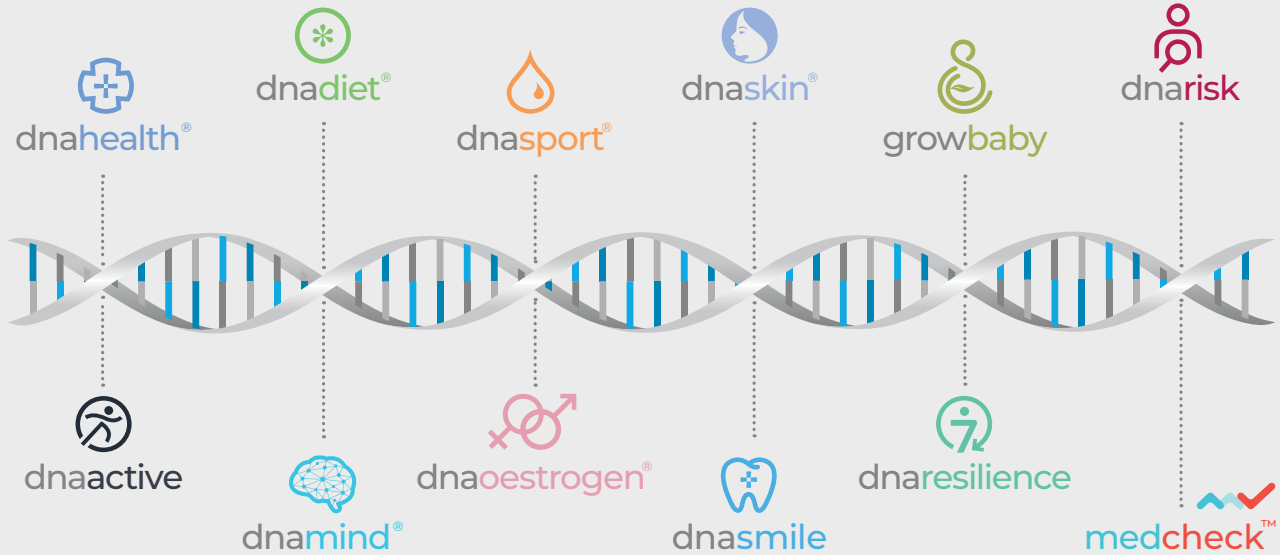 dnahealth®
dnadiet®
dnasport®
dnaskin®
growbaby
dnarisk
dnaactive
dnamind®
dnaoestrogen®
dnasmile
dnaresilience
medcheck™